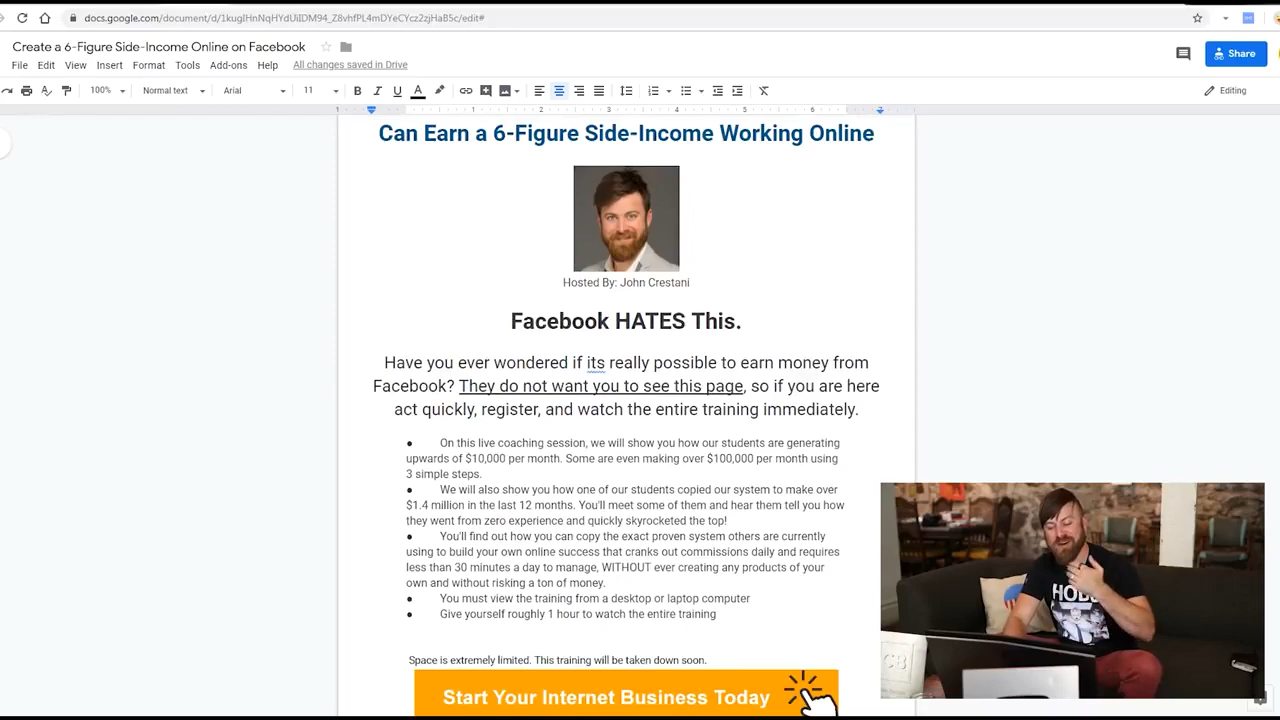 docs.google.com/document/d/1kugIHnNqHYdUiIDM94_Z8vhfPL4mDYeCYcz2zjHaB5c/edit#
Create a 6-Figure Side-Income Online on Facebook
File Edit View Insert Format Tools Add-ons Help All changes saved in Drive
Share
100% Normal text Arial 11 B I U A Editing
1 1 2 3 4 5 6 7
Can Earn a 6-Figure Side-Income Working Online
Hosted By: John Crestani
Facebook HATES This.
Have you ever wondered if its really possible to earn money from
Facebook? They do not want you to see this page, so if you are here
act quickly, register, and watch the entire training immediately.
● On this live coaching session, we will show you how our students are generating
upwards of $10,000 per month. Some are even making over $100,000 per month using
3 simple steps.
● We will also show you how one of our students copied our system to make over
$1.4 million in the last 12 months. You'll meet some of them and hear them tell you how
they went from zero experience and quickly skyrocketed the top!
● You'll find out how you can copy the exact proven system others are currently
using to build your own online success that cranks out commissions daily and requires
less than 30 minutes a day to manage, WITHOUT ever creating any products of your
own and without risking a ton of money.
● You must view the training from a desktop or laptop computer
● Give yourself roughly 1 hour to watch the entire training
Space is extremely limited. This training will be taken down soon.
Start Your Internet Business Today
CB